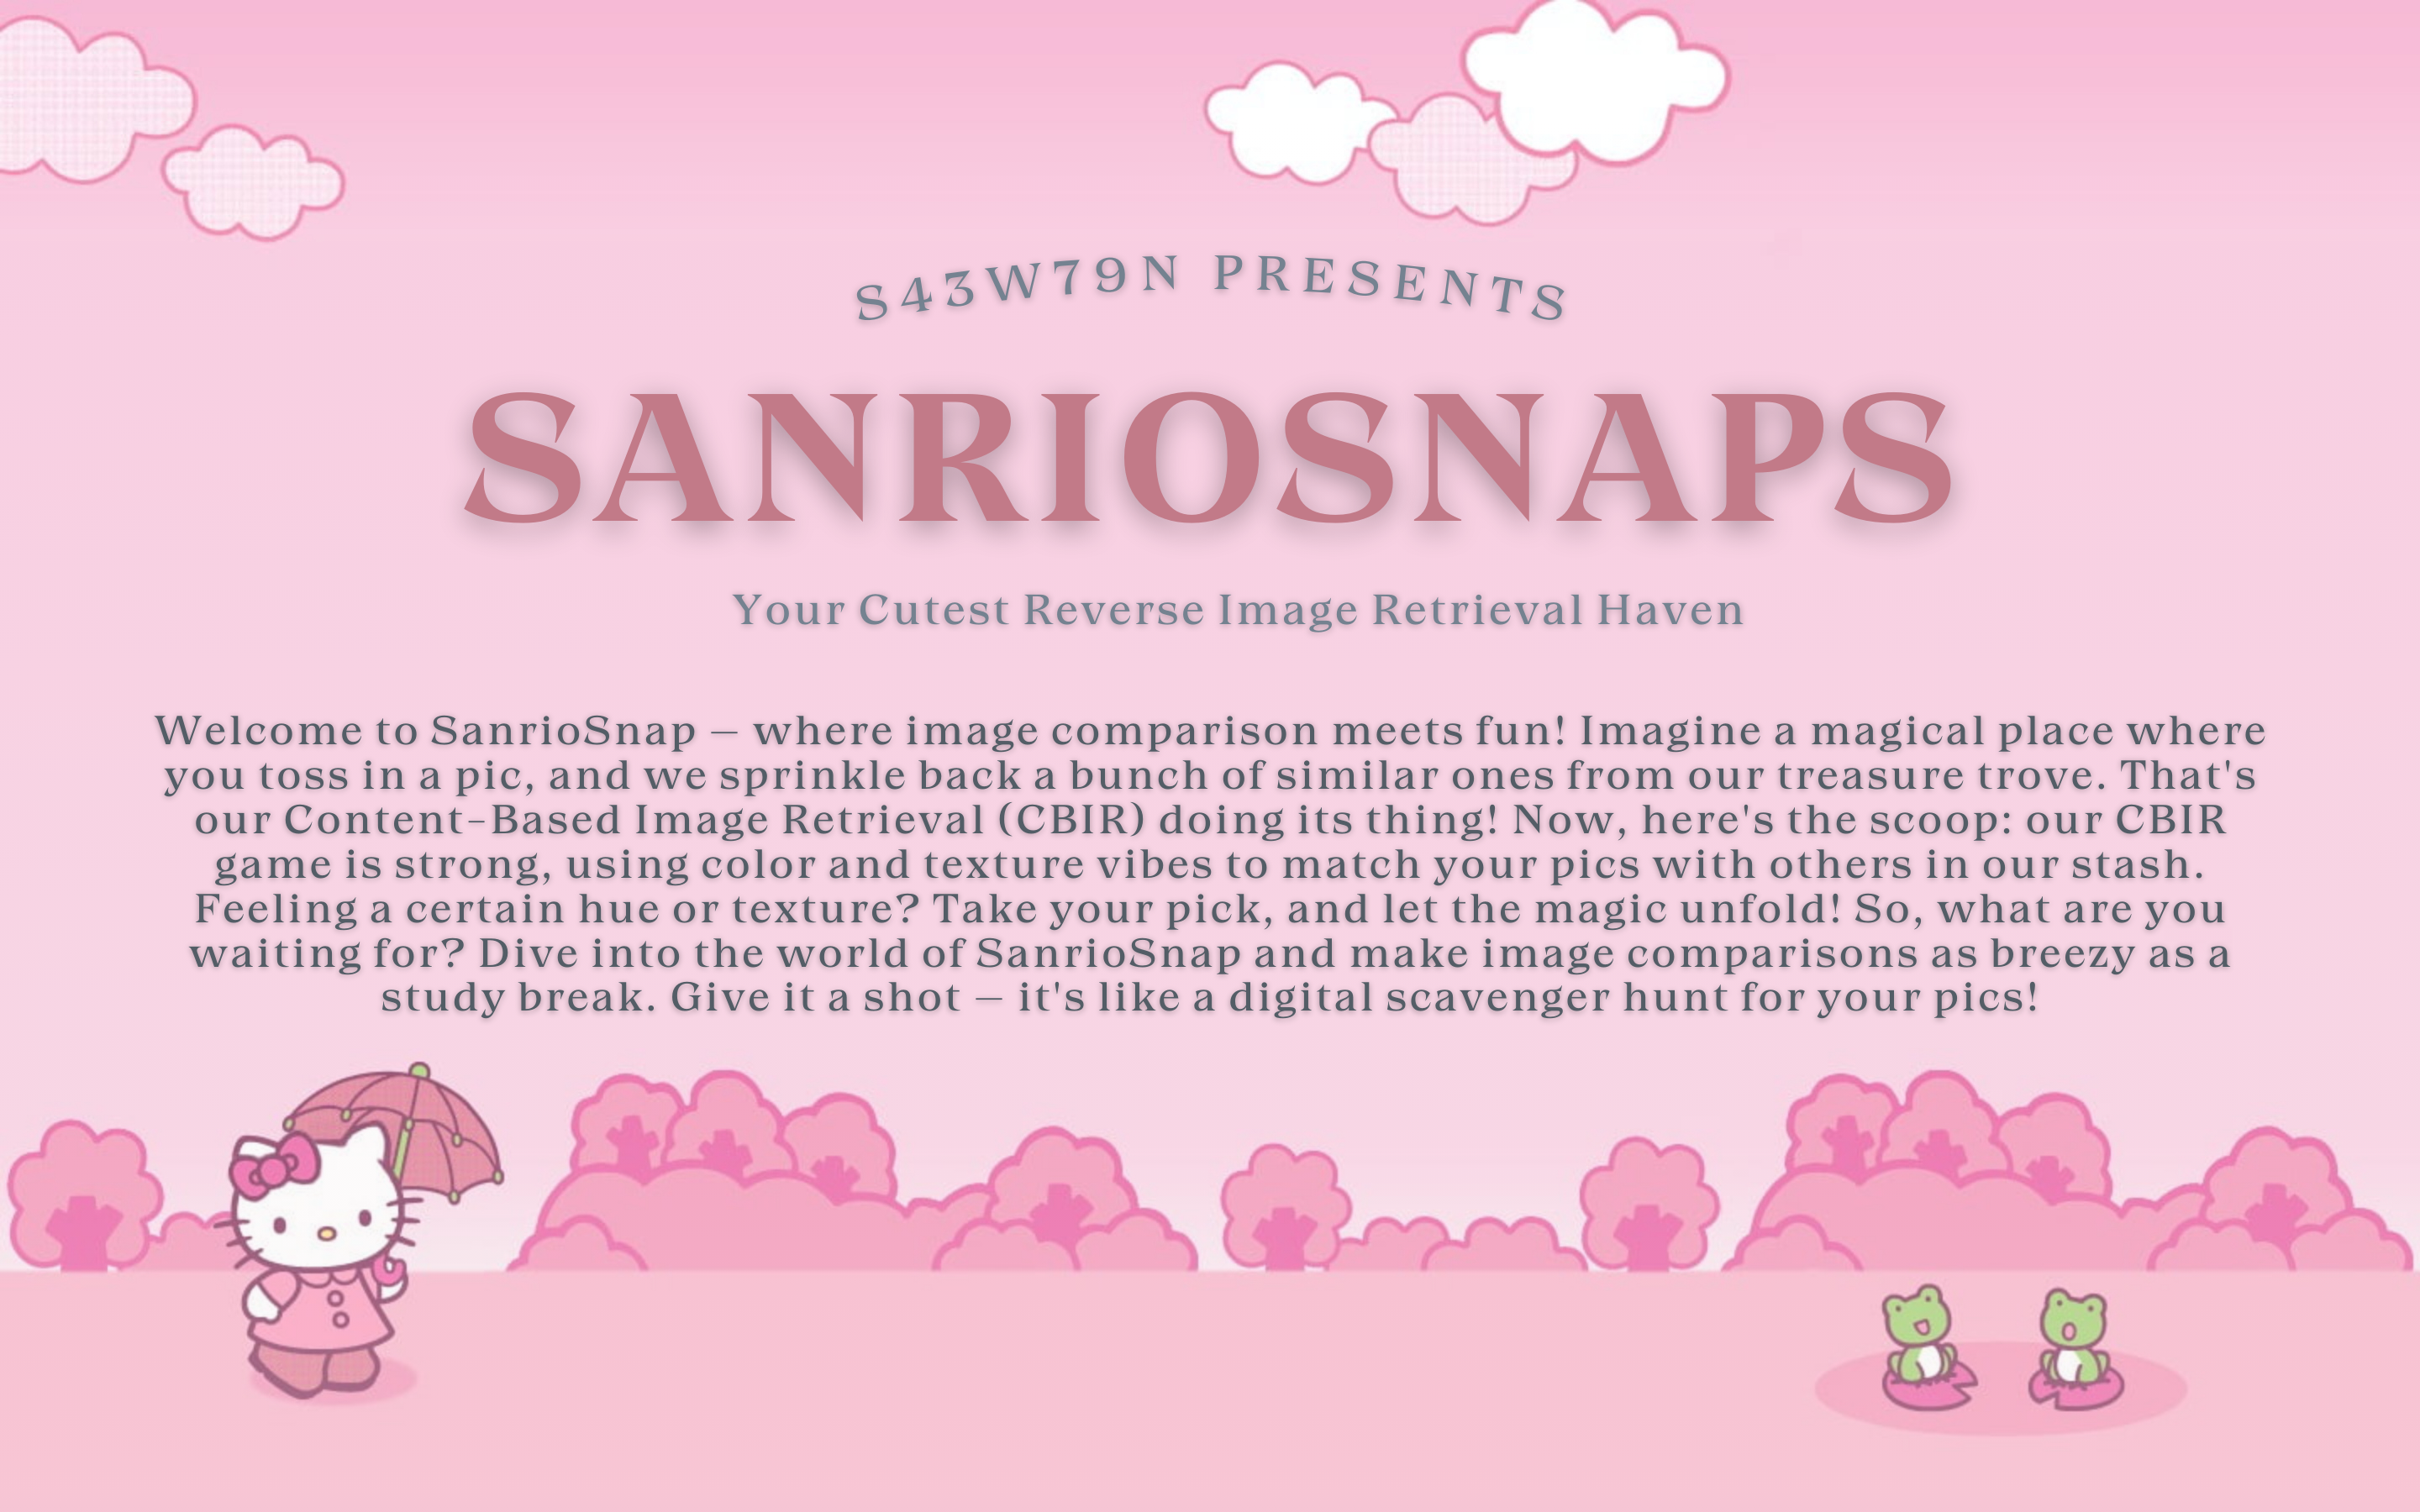 S43W79N PRESENTS
SANRIOSNAPS
Your Cutest Reverse Image Retrieval Haven
Welcome to SanrioSnap – where image comparison meets fun! Imagine a magical place where
you toss in a pic, and we sprinkle back a bunch of similar ones from our treasure trove. That's
our Content-Based Image Retrieval (CBIR) doing its thing! Now, here's the scoop: our CBIR
game is strong, using color and texture vibes to match your pics with others in our stash.
Feeling a certain hue or texture? Take your pick, and let the magic unfold! So, what are you
waiting for? Dive into the world of SanrioSnap and make image comparisons as breezy as a
study break. Give it a shot – it's like a digital scavenger hunt for your pics!